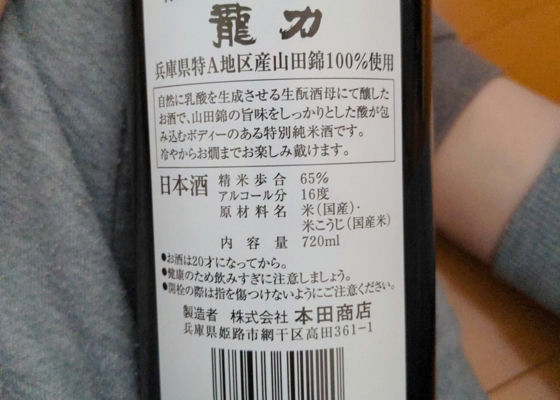 龍力
兵庫県特A地区産山田錦100%使用
自然に乳酸を生成させる生酛酒母にて醸した
お酒で、山田錦の旨味をしっかりとした酸が包
み込むボディーのある特別純米酒です。
冷やからお燗までお楽しみ戴けます。
日本酒 精米歩合 65%
アルコール分 16度
原材料名 米(国産)・
米こうじ(国産米)
内容量 720ml
●お酒は20才になってから。
●健康のため飲みすぎに注意しましょう。
●開栓の際は指を傷つけないようにご注意ください。
製造者 株式会社 本田商店
兵庫県姫路市網干区高田361-1